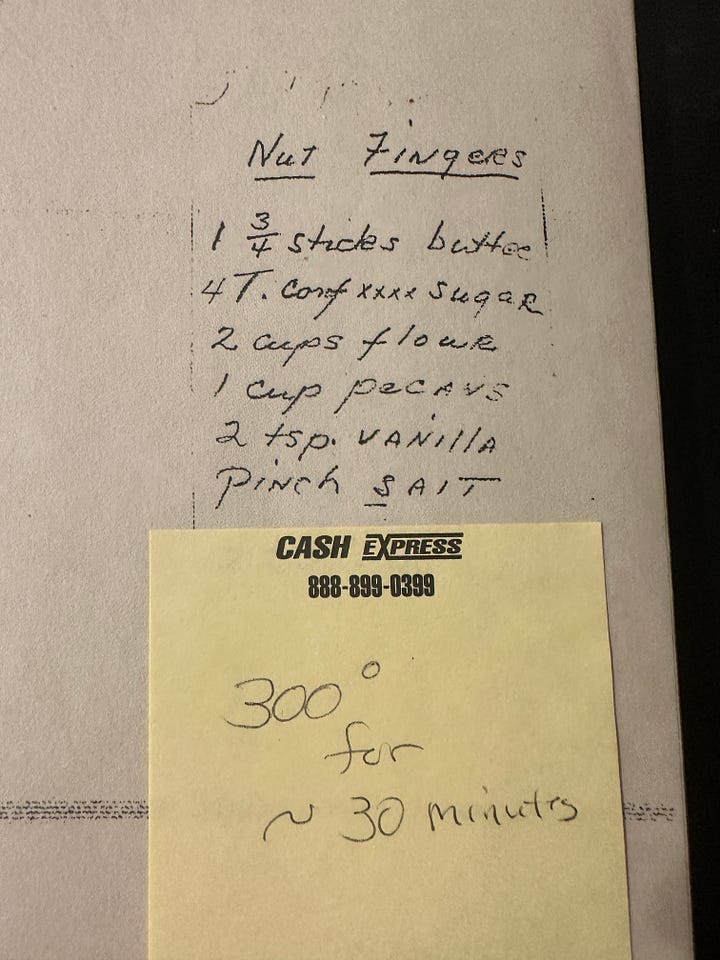 Nut Fingers
1 3/4 sticks butter
4 T. conf xxxx sugar
2 cups flour
1 cup pecans
2 tsp. vanilla
Pinch salt
CASH EXPRESS
888-899-0399
300°
for
~ 30 minutes